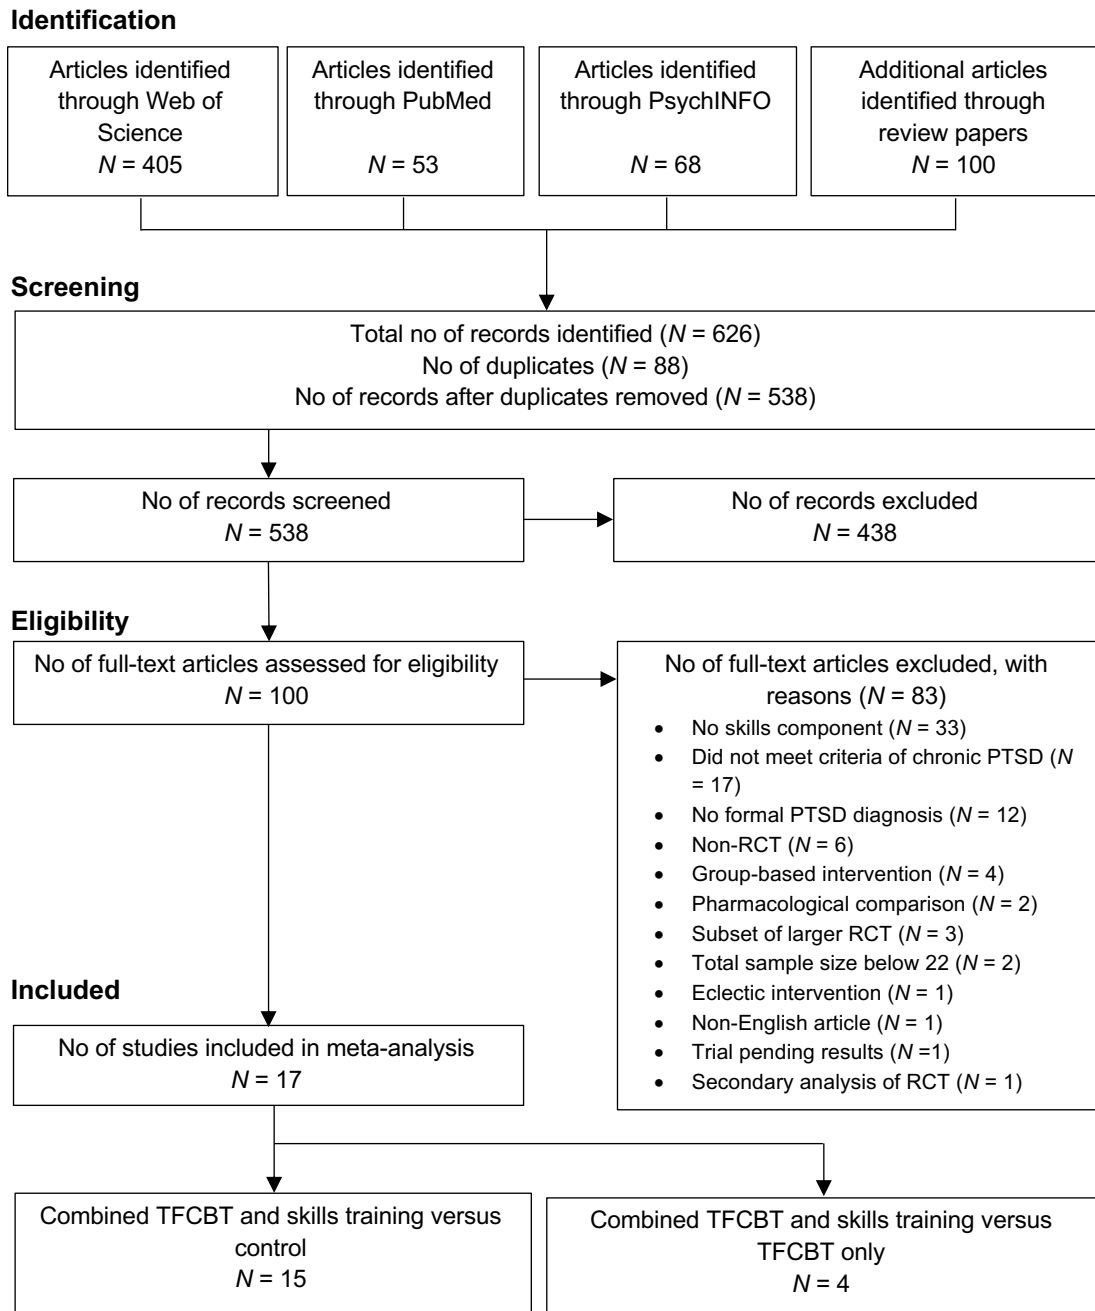 Identification
Articles identified
through Web of
Science
N = 405
Articles identified
through PubMed
N = 53
Articles identified
through PsychINFO
N = 68
Additional articles
identified through
review papers
N = 100
Screening
Total no of records identified (N = 626)
No of duplicates (N = 88)
No of records after duplicates removed (N = 538)
No of records screened
N = 538
No of records excluded
N = 438
Eligibility
No of full-text articles assessed for eligibility
N = 100
No of full-text articles excluded, with
reasons (N = 83)
• No skills component (N = 33)
• Did not meet criteria of chronic PTSD (N
= 17)
• No formal PTSD diagnosis (N = 12)
• Non-RCT (N = 6)
• Group-based intervention (N = 4)
• Pharmacological comparison (N = 2)
• Subset of larger RCT (N = 3)
• Total sample size below 22 (N = 2)
• Eclectic intervention (N = 1)
• Non-English article (N = 1)
• Trial pending results (N =1)
• Secondary analysis of RCT (N = 1)
Included
No of studies included in meta-analysis
N = 17
Combined TFCBT and skills training versus
control
N = 15
Combined TFCBT and skills training versus
TFCBT only
N = 4